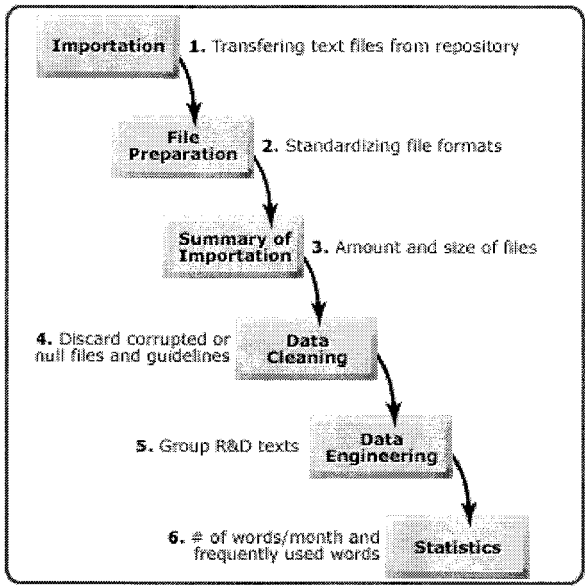 Importation
1. Transfering text files from repository
File
Preparation
2. Standardizing file formats
Summary of
Importation
3. Amount and size of files
4. Discard corrupted or
null files and guidelines
Data
Cleaning
5. Group R&D texts
Data
Engineering
6. # of words/month and
frequently used words
Statistics